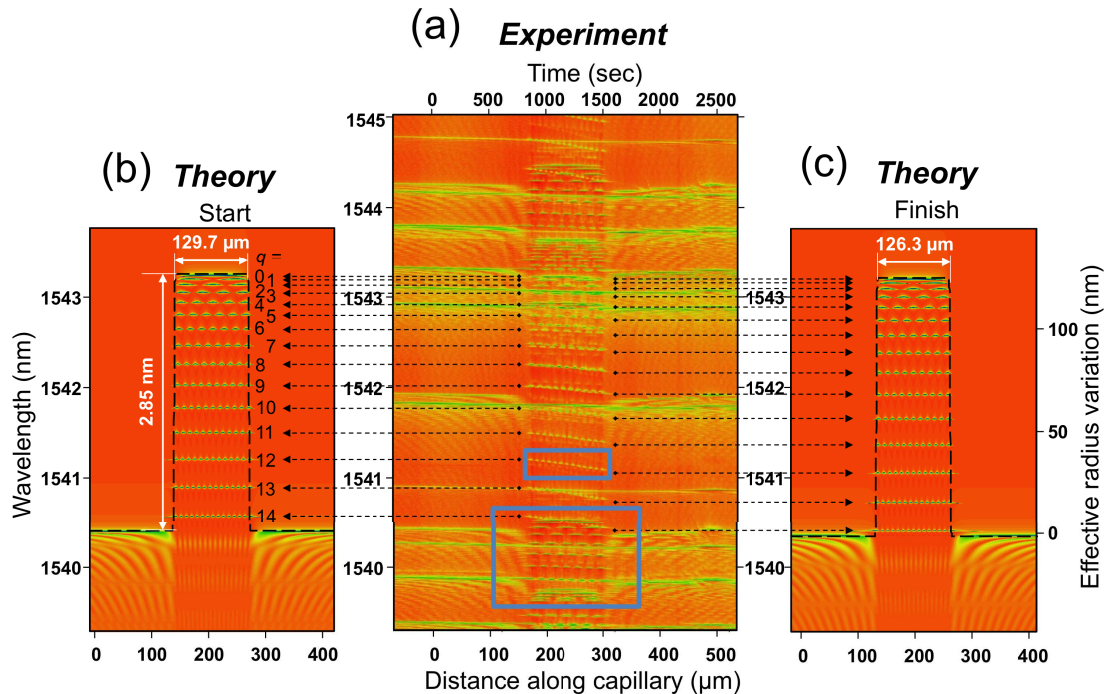 (a) Experiment
Time (sec)
0 500 1000 1500 2000 2500
1545
1544
1543
1542
1541
1540
0 100 200 300 400 500
Distance along capillary (µm)
(b) Theory
Start
129.7 µm
q =
0
1
2
3
4
5
6
7
8
9
10
11
12
13
14
2.85 nm
Wavelength (nm)
1543
1542
1541
1540
0 100 200 300 400
(c) Theory
Finish
126.3 µm
1543
1542
1541
1540
100
50
0
Effective radius variation (nm)
0 100 200 300 400